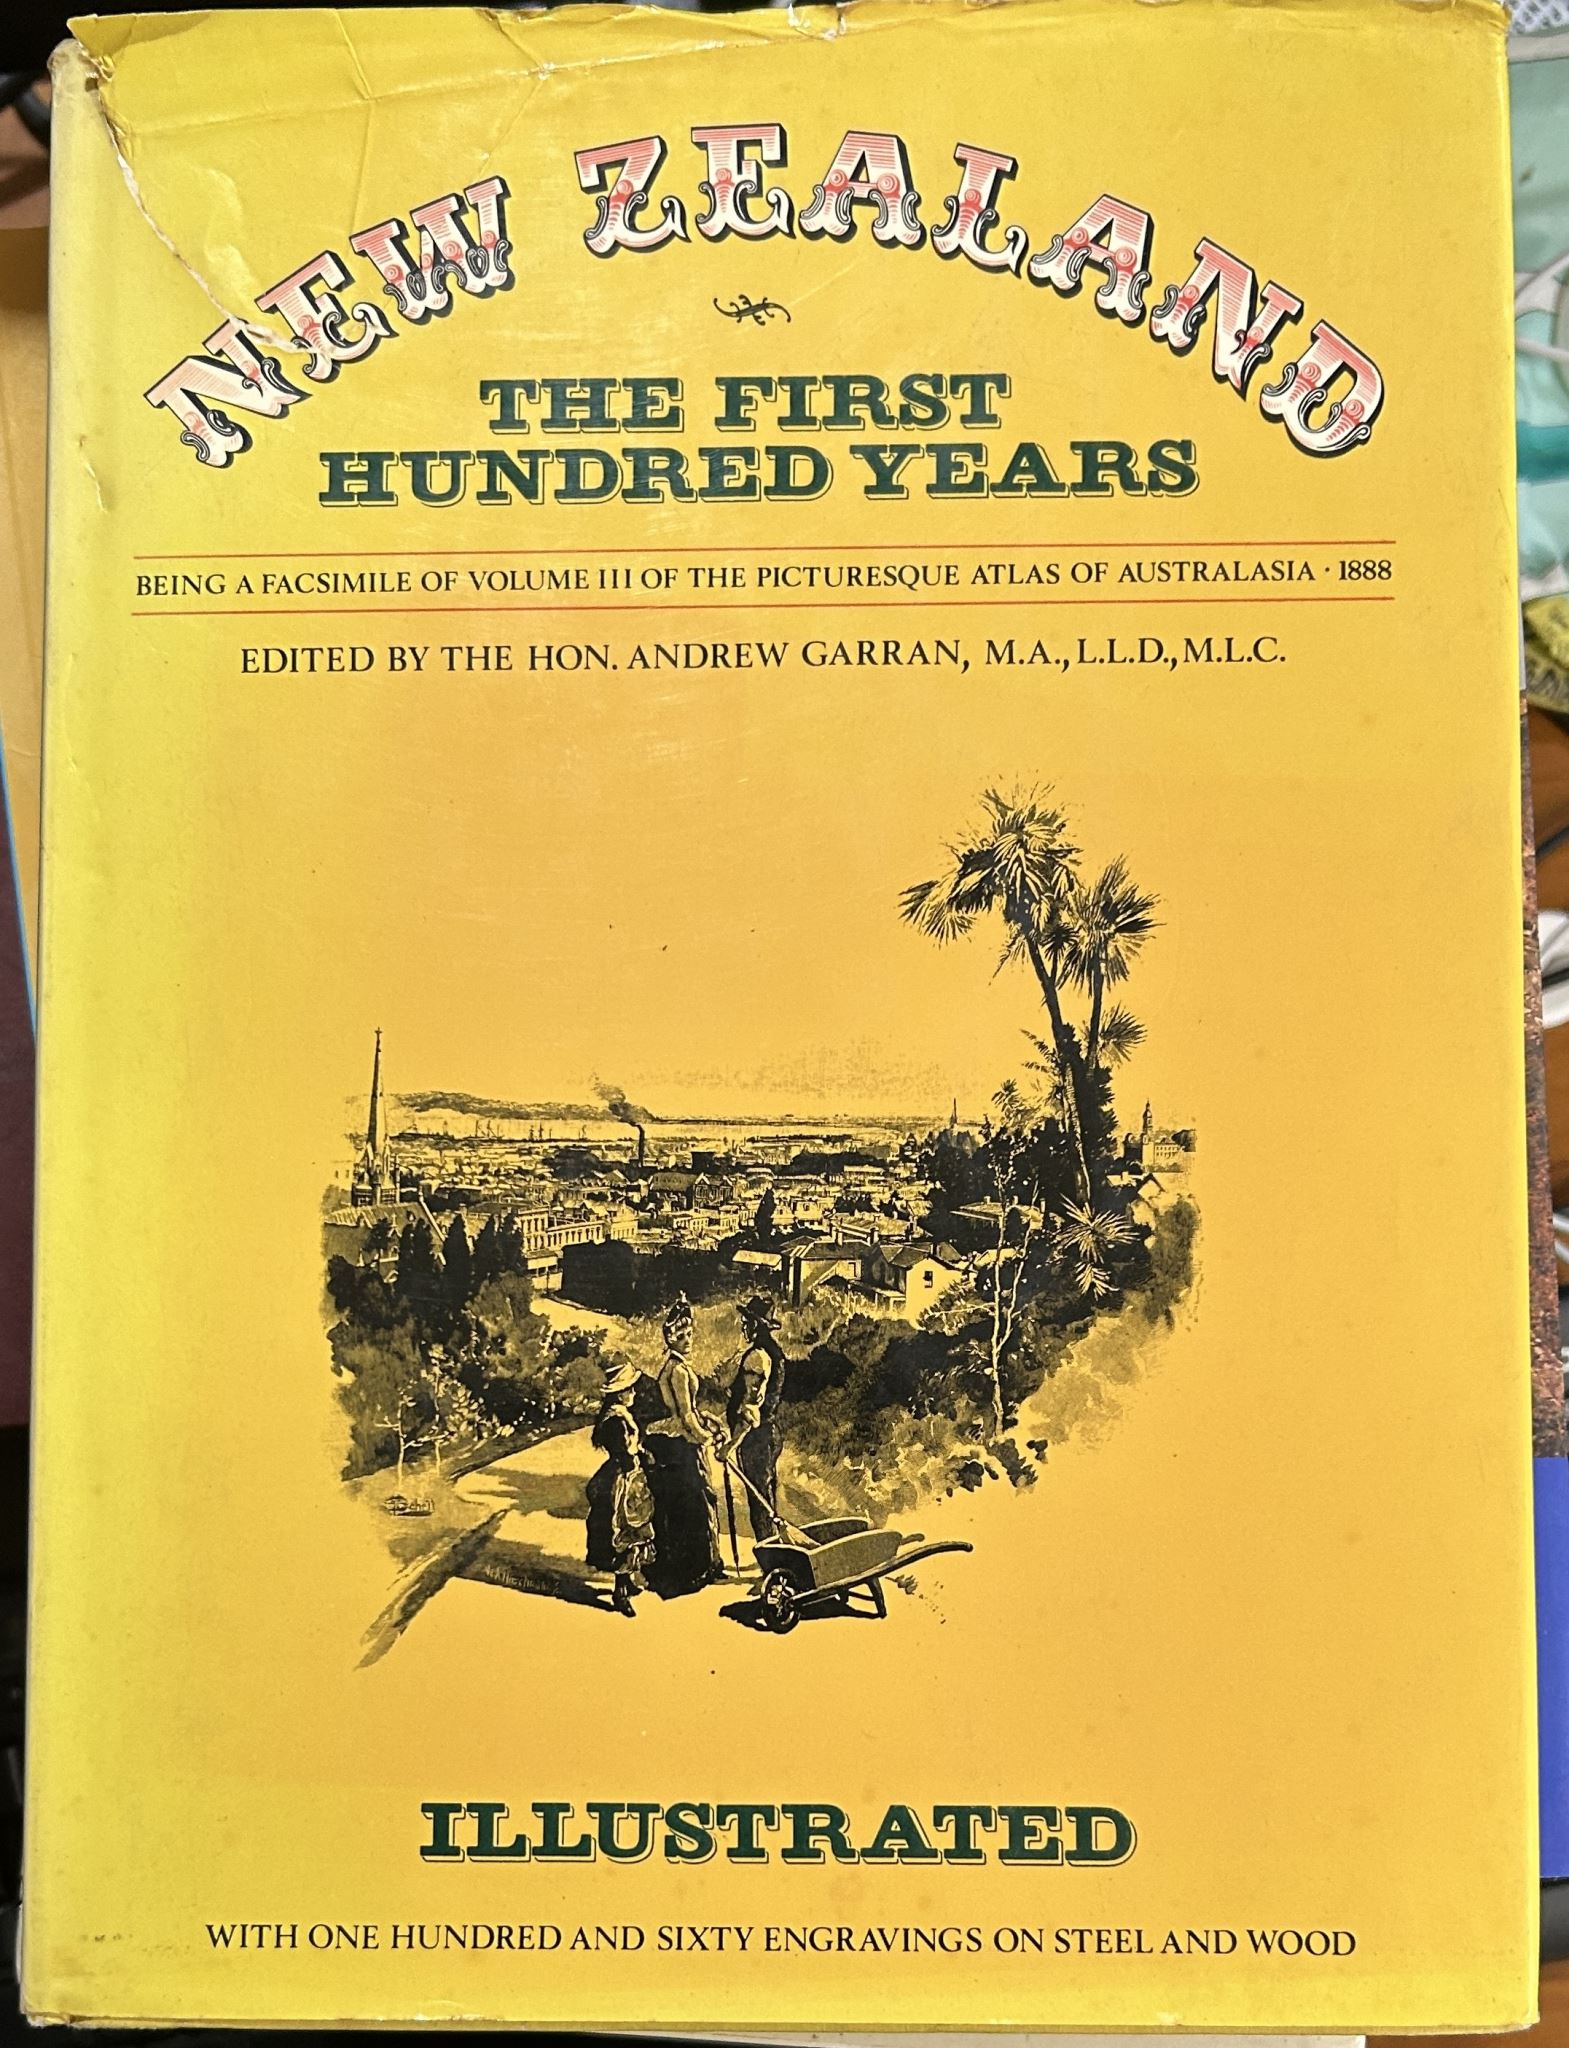 NEW ZEALAND
THE FIRST
HUNDRED YEARS
BEING A FACSIMILE OF VOLUME III OF THE PICTURESQUE ATLAS OF AUSTRALASIA · 1888
EDITED BY THE HON. ANDREW GARRAN, M.A., L.L.D., M.L.C.
ILLUSTRATED
WITH ONE HUNDRED AND SIXTY ENGRAVINGS ON STEEL AND WOOD